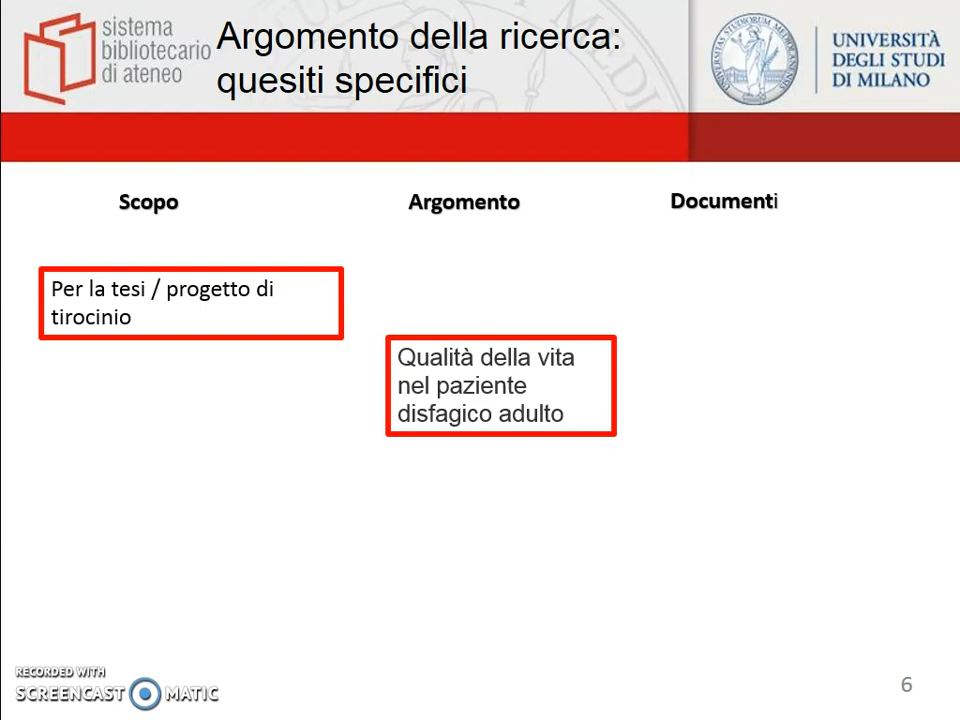 sistema
bibliotecario
di ateneo
Argomento della ricerca:
quesiti specifici
UNIVERSITÀ
DEGLI STUDI
DI MILANO
Scopo
Argomento
Documenti
Per la tesi / progetto di
tirocinio
Qualità della vita
nel paziente
disfagico adulto
RECORDED WITH
SCREENCAST MATIC
6